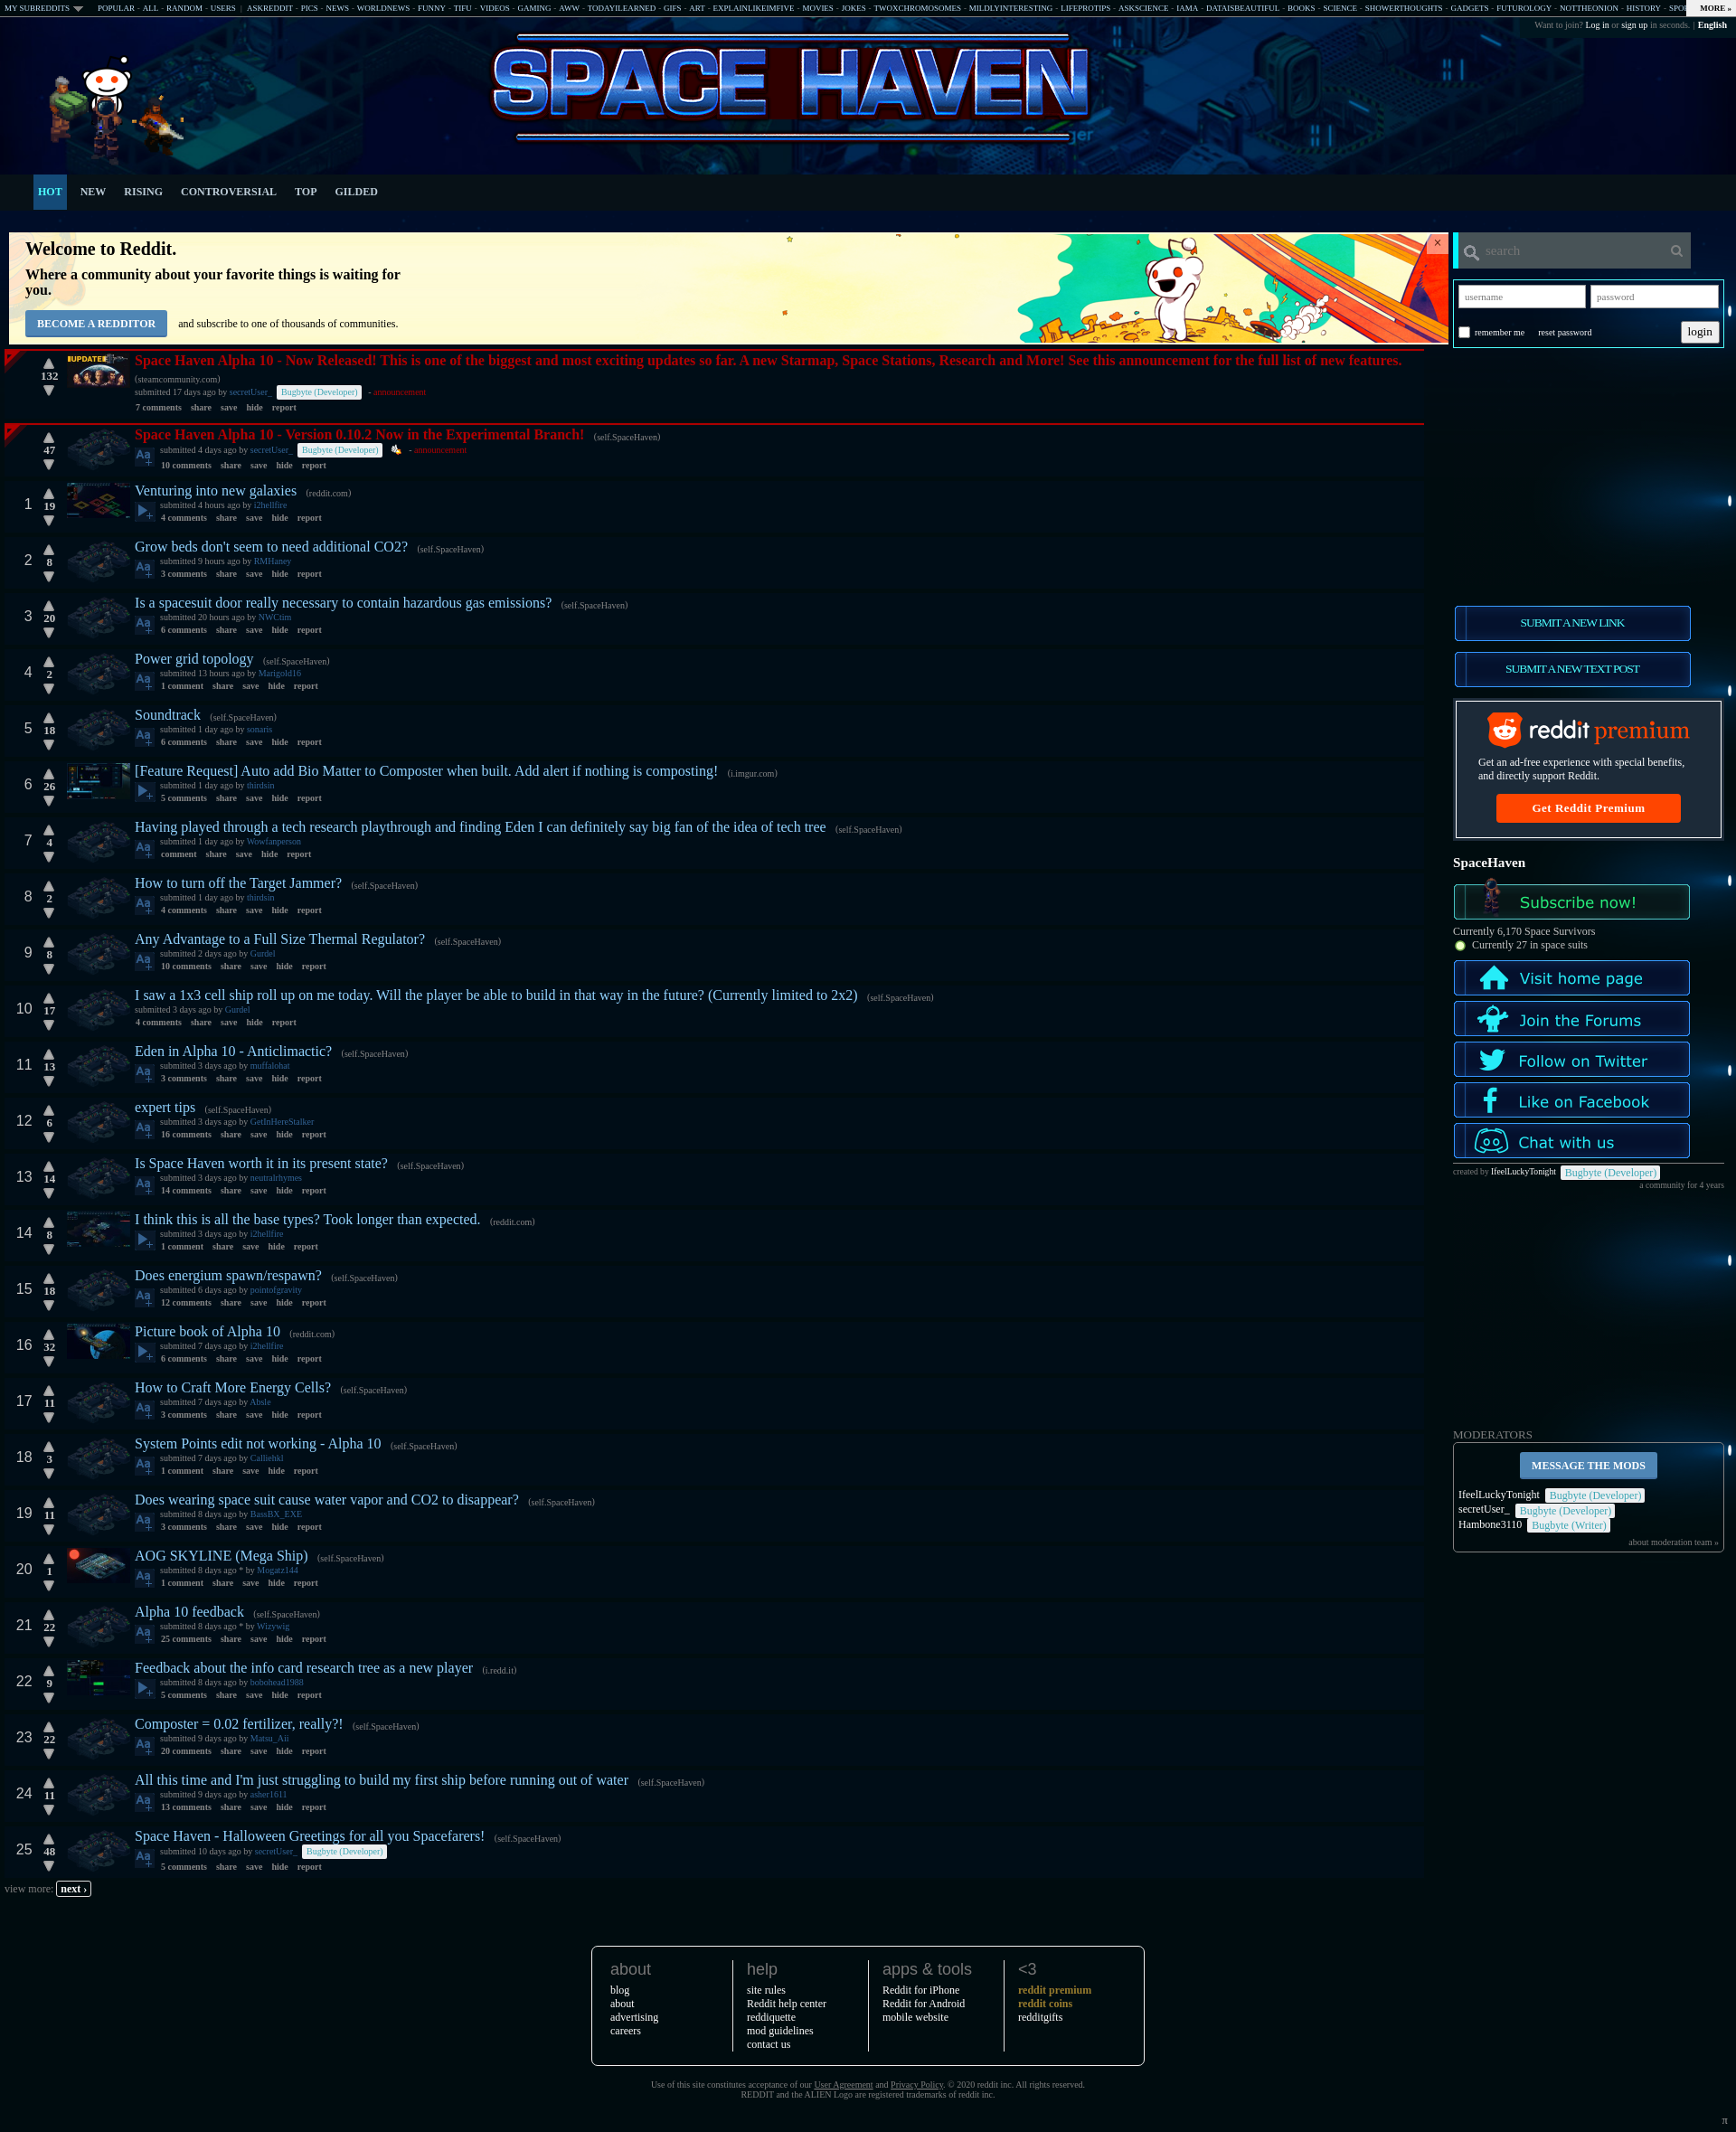 MY SUBREDDITS POPULAR - ALL - RANDOM - USERS | ASKREDDIT - PICS - NEWS - WORLDNEWS - FUNNY - TIFU - VIDEOS - GAMING - AWW - TODAYILEARNED - GIFS - ART - EXPLAINLIKEIMFIVE - MOVIES - JOKES - TWOXCHROMOSOMES - MILDLYINTERESTING - LIFEPROTIPS - ASKSCIENCE - IAMA - DATAISBEAUTIFUL - BOOKS - SCIENCE - SHOWERTHOUGHTS - GADGETS - FUTUROLOGY - NOTTHEONION - HISTORY - MORE »
Want to join? Log in or sign up in seconds. | English
SPACE HAVEN
HOT NEW RISING CONTROVERSIAL TOP GILDED
Welcome to Reddit.
Where a community about your favorite things is waiting for
you.
BECOME A REDDITOR and subscribe to one of thousands of communities.
×
UPDATE
132
Space Haven Alpha 10 - Now Released! This is one of the biggest and most exciting updates so far. A new Starmap, Space Stations, Research and More! See this announcement for the full list of new features.
(steamcommunity.com)
submitted 17 days ago by secretUser_ Bugbyte (Developer) - announcement
7 comments share save hide report
47
Space Haven Alpha 10 - Version 0.10.2 Now in the Experimental Branch! (self.SpaceHaven)
submitted 4 days ago by secretUser_ Bugbyte (Developer) - announcement
10 comments share save hide report
1 19
Venturing into new galaxies (reddit.com)
submitted 4 hours ago by i2hellfire
4 comments share save hide report
2 8
Grow beds don't seem to need additional CO2? (self.SpaceHaven)
submitted 9 hours ago by RMHaney
3 comments share save hide report
3 20
Is a spacesuit door really necessary to contain hazardous gas emissions? (self.SpaceHaven)
submitted 20 hours ago by NWCtim
6 comments share save hide report
4 2
Power grid topology (self.SpaceHaven)
submitted 13 hours ago by Marigold16
1 comment share save hide report
5 18
Soundtrack (self.SpaceHaven)
submitted 1 day ago by sonaris
6 comments share save hide report
6 26
[Feature Request] Auto add Bio Matter to Composter when built. Add alert if nothing is composting! (i.imgur.com)
submitted 1 day ago by thirdsin
5 comments share save hide report
7 4
Having played through a tech research playthrough and finding Eden I can definitely say big fan of the idea of tech tree (self.SpaceHaven)
submitted 1 day ago by Wowfanperson
comment share save hide report
8 2
How to turn off the Target Jammer? (self.SpaceHaven)
submitted 1 day ago by thirdsin
4 comments share save hide report
9 8
Any Advantage to a Full Size Thermal Regulator? (self.SpaceHaven)
submitted 2 days ago by Gurdel
10 comments share save hide report
10 17
I saw a 1x3 cell ship roll up on me today. Will the player be able to build in that way in the future? (Currently limited to 2x2) (self.SpaceHaven)
submitted 3 days ago by Gurdel
4 comments share save hide report
11 13
Eden in Alpha 10 - Anticlimactic? (self.SpaceHaven)
submitted 3 days ago by muffalohat
3 comments share save hide report
12 6
expert tips (self.SpaceHaven)
submitted 3 days ago by GetInHereStalker
16 comments share save hide report
13 14
Is Space Haven worth it in its present state? (self.SpaceHaven)
submitted 3 days ago by neutralrhymes
14 comments share save hide report
14 8
I think this is all the base types? Took longer than expected. (reddit.com)
submitted 3 days ago by i2hellfire
1 comment share save hide report
15 18
Does energium spawn/respawn? (self.SpaceHaven)
submitted 6 days ago by pointofgravity
12 comments share save hide report
16 32
Picture book of Alpha 10 (reddit.com)
submitted 7 days ago by i2hellfire
6 comments share save hide report
17 11
How to Craft More Energy Cells? (self.SpaceHaven)
submitted 7 days ago by Absle
3 comments share save hide report
18 3
System Points edit not working - Alpha 10 (self.SpaceHaven)
submitted 7 days ago by Calliehkl
1 comment share save hide report
19 11
Does wearing space suit cause water vapor and CO2 to disappear? (self.SpaceHaven)
submitted 8 days ago by BassBX_EXE
3 comments share save hide report
20 1
AOG SKYLINE (Mega Ship) (self.SpaceHaven)
submitted 8 days ago * by Mogatz144
1 comment share save hide report
21 22
Alpha 10 feedback (self.SpaceHaven)
submitted 8 days ago * by Wizywig
25 comments share save hide report
22 9
Feedback about the info card research tree as a new player (i.redd.it)
submitted 8 days ago by hobohead1988
5 comments share save hide report
23 22
Composter = 0.02 fertilizer, really?! (self.SpaceHaven)
submitted 9 days ago by Matsu_Aii
20 comments share save hide report
24 11
All this time and I'm just struggling to build my first ship before running out of water (self.SpaceHaven)
submitted 9 days ago by asher1611
13 comments share save hide report
25 48
Space Haven - Halloween Greetings for all you Spacefarers! (self.SpaceHaven)
submitted 10 days ago by secretUser_ Bugbyte (Developer)
5 comments share save hide report
view more: next ›
search
username password
remember me reset password login
SUBMIT A NEW LINK
SUBMIT A NEW TEXT POST
reddit premium
Get an ad-free experience with special benefits,
and directly support Reddit.
Get Reddit Premium
SpaceHaven
Subscribe now!
Currently 6,170 Space Survivors
Currently 27 in space suits
Visit home page
Join the Forums
Follow on Twitter
Like on Facebook
Chat with us
created by IfeelLuckyTonight Bugbyte (Developer)
a community for 4 years
MODERATORS
MESSAGE THE MODS
IfeelLuckyTonight Bugbyte (Developer)
secretUser_ Bugbyte (Developer)
Hambone3110 Bugbyte (Writer)
about moderation team »
about
blog
about
advertising
careers
help
site rules
Reddit help center
reddiquette
mod guidelines
contact us
apps & tools
Reddit for iPhone
Reddit for Android
mobile website
<3
reddit premium
reddit coins
redditgifts
Use of this site constitutes acceptance of our User Agreement and Privacy Policy. © 2020 reddit inc. All rights reserved.
REDDIT and the ALIEN Logo are registered trademarks of reddit inc.
π